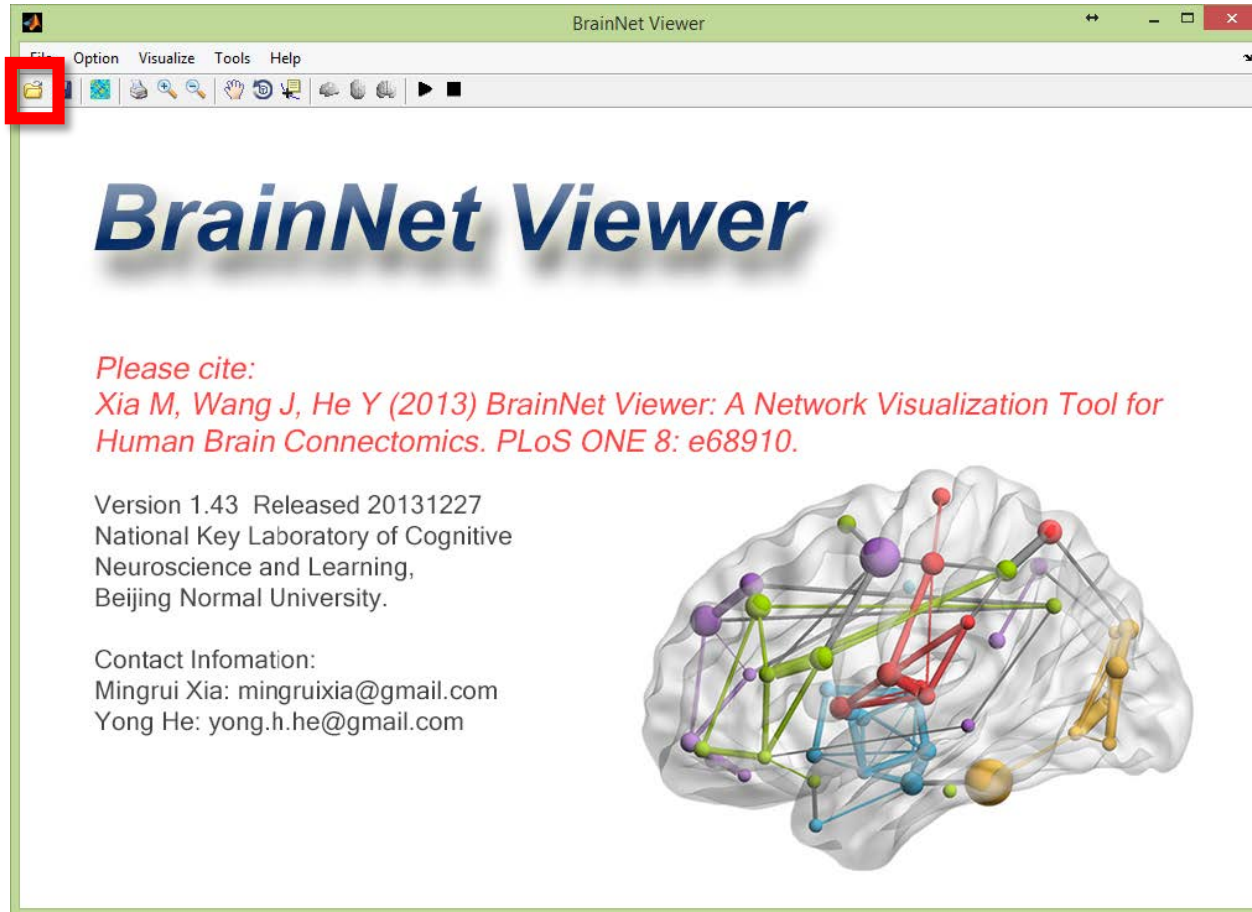 BrainNet Viewer
File Option Visualize Tools Help
BrainNet Viewer
Please cite:
Xia M, Wang J, He Y (2013) BrainNet Viewer: A Network Visualization Tool for
Human Brain Connectomics. PLoS ONE 8: e68910.
Version 1.43 Released 20131227
National Key Laboratory of Cognitive
Neuroscience and Learning,
Beijing Normal University.
Contact Infomation:
Mingrui Xia: mingruixia@gmail.com
Yong He: yong.h.he@gmail.com